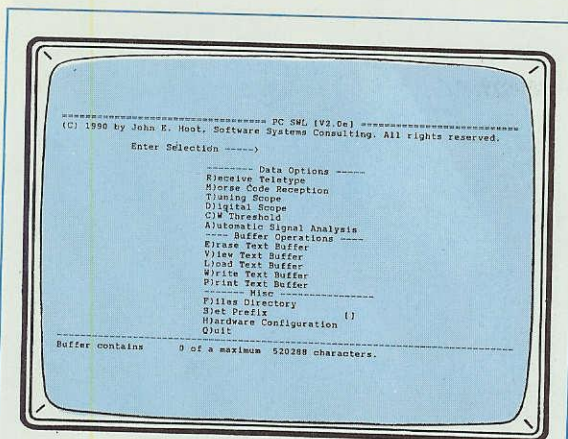 ================================ PC SWL [V2.0e] ===========================
(C) 1990 by John E. Hoot, Software Systems Consulting. All rights reserved.
Enter Selection ----->
-------- Data Options -----
R)eceive Teletype
M)orse Code Reception
T)uning Scope
D)igital Scope
C)W Threshold
A)utomatic Signal Analysis
---- Buffer Operations ----
E)rase Text Buffer
V)iew Text Buffer
L)oad Text Buffer
W)rite Text Buffer
P)rint Text Buffer
------- Misc ----------------
F)iles Directory
S)et Prefix []
H)ardware Configuration
Q)uit
Buffer contains 0 of a maximum 520288 characters.